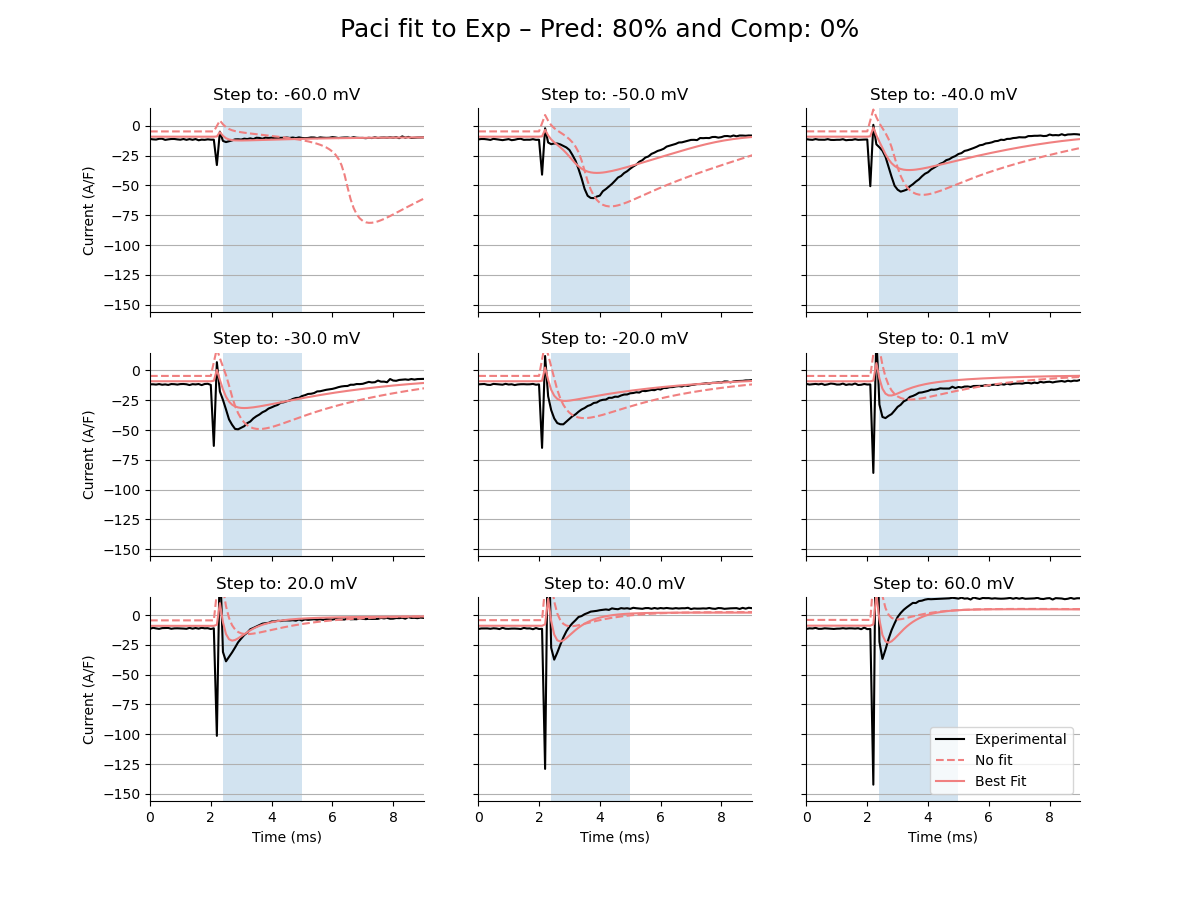 Paci fit to Exp – Pred: 80% and Comp: 0%
Step to: -60.0 mV
Step to: -50.0 mV
Step to: -40.0 mV
0
−25
−50
−75
−100
−125
−150
Current (A/F)
Step to: -30.0 mV
Step to: -20.0 mV
Step to: 0.1 mV
0
−25
−50
−75
−100
−125
−150
Current (A/F)
Step to: 20.0 mV
Step to: 40.0 mV
Step to: 60.0 mV
0
−25
−50
−75
−100
−125
−150
Current (A/F)
Experimental
No fit
Best Fit
0 2 4 6 8
0 2 4 6 8
0 2 4 6 8
Time (ms)
Time (ms)
Time (ms)